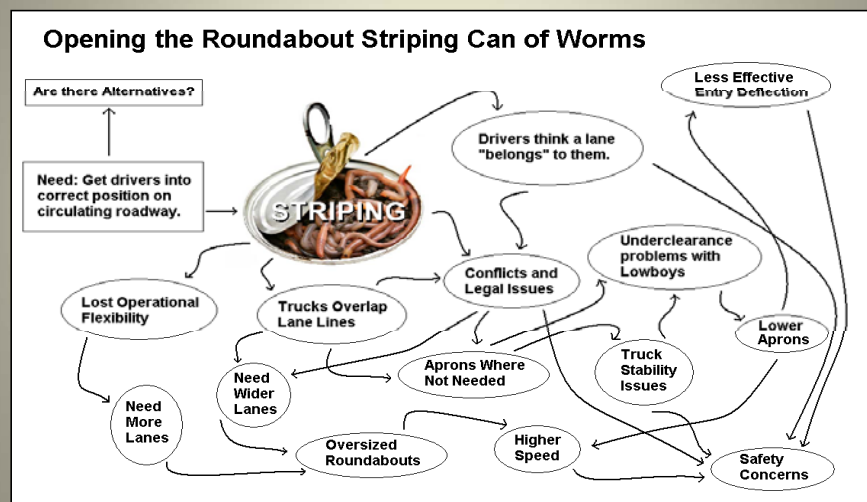 Opening the Roundabout Striping Can of Worms
Less Effective
Entry Deflection
Are there Alternatives?
Drivers think a lane
"belongs" to them.
Need: Get drivers into
correct position on
circulating roadway.
STRIPING
Underclearance
problems with
Lowboys
Conflicts and
Legal Issues
Lost Operational
Flexibility
Trucks Overlap
Lane Lines
Lower
Aprons
Truck
Stability
Issues
Aprons Where
Not Needed
Need
Wider
Lanes
Need
More
Lanes
Oversized
Roundabouts
Higher
Speed
Safety
Concerns